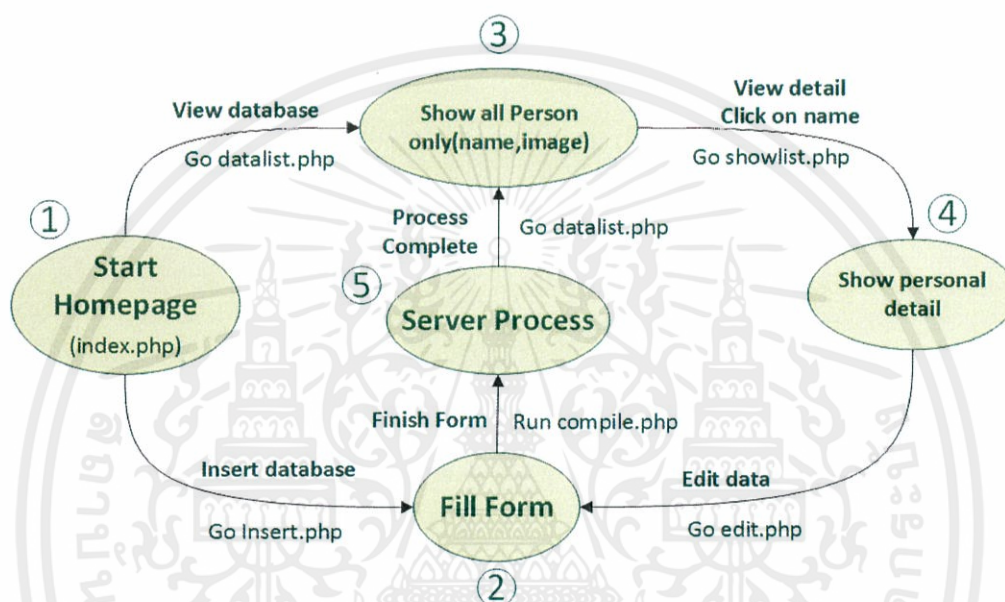 ③
View database
Go datalist.php
Show all Person
only(name,image)
View detail
Click on name
Go showlist.php
①
Start
Homepage
(index.php)
Process
Complete
Go datalist.php
④
Show personal
detail
⑤
Server Process
Finish Form
Run compile.php
Insert database
Go Insert.php
Fill Form
②
Edit data
Go edit.php